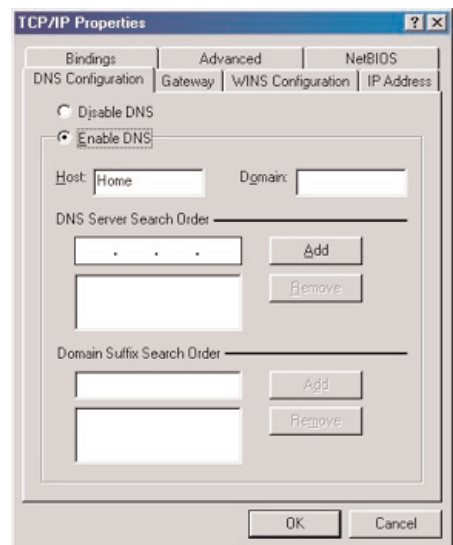 TCP/IP Properties
Bindings Advanced NetBIOS
DNS Configuration Gateway WINS Configuration IP Address
Disable DNS
Enable DNS
Host: Home Domain:
DNS Server Search Order
. . .
Add
Remove
Domain Suffix Search Order
Add
Remove
OK Cancel